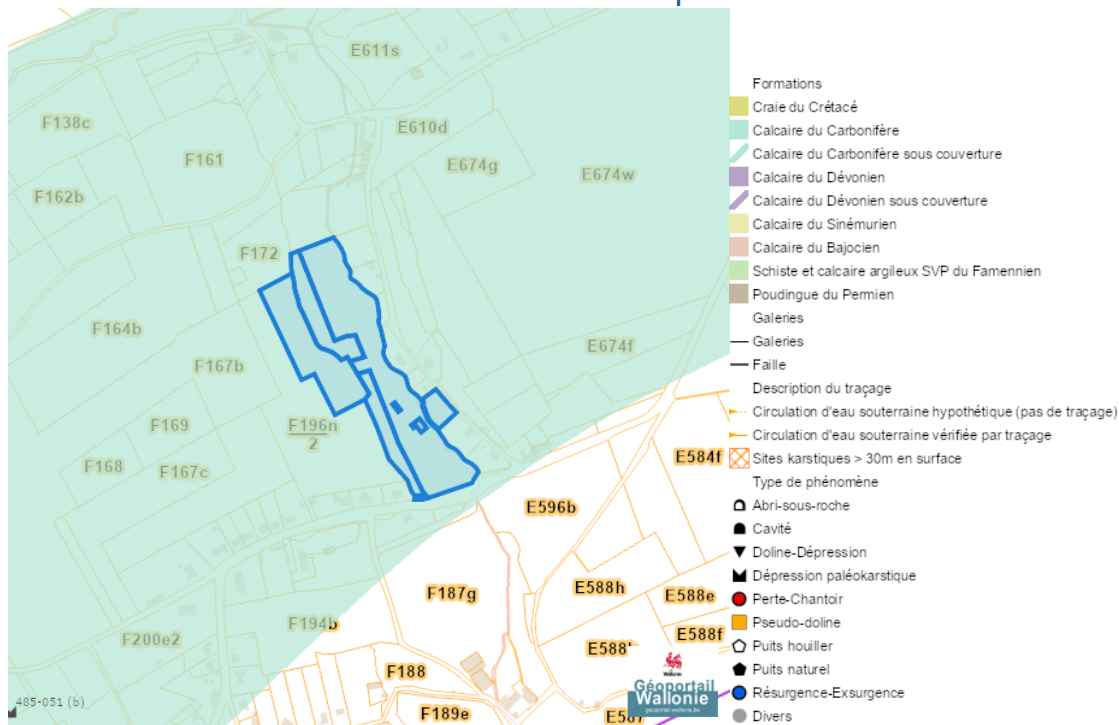 E611s
F138c
E610d
F161
E674g
E674w
F162b
F172
F164b
E674f
F167b
F169
F196n
2
F168
F167c
E584f
E596b
E588h
F187g
E588e
F194b
E588f
F200e2
F188
F189e
485-051 (b)
Wallonie
Géoportail
Wallonie
geoportail.wallonie.be
Formations
Craie du Crétacé
Calcaire du Carbonifère
Calcaire du Carbonifère sous couverture
Calcaire du Dévonien
Calcaire du Dévonien sous couverture
Calcaire du Sinémurien
Calcaire du Bajocien
Schiste et calcaire argileux SVP du Famennien
Poudingue du Permien
Galeries
Galeries
Faille
Description du traçage
Circulation d'eau souterraine hypothétique (pas de traçage)
Circulation d'eau souterraine vérifiée par traçage
Sites karstiques > 30m en surface
Type de phénomène
Abri-sous-roche
Cavité
Doline-Dépression
Dépression paléokarstique
Perte-Chantoir
Pseudo-doline
Puits houiller
Puits naturel
Résurgence-Exsurgence
Divers